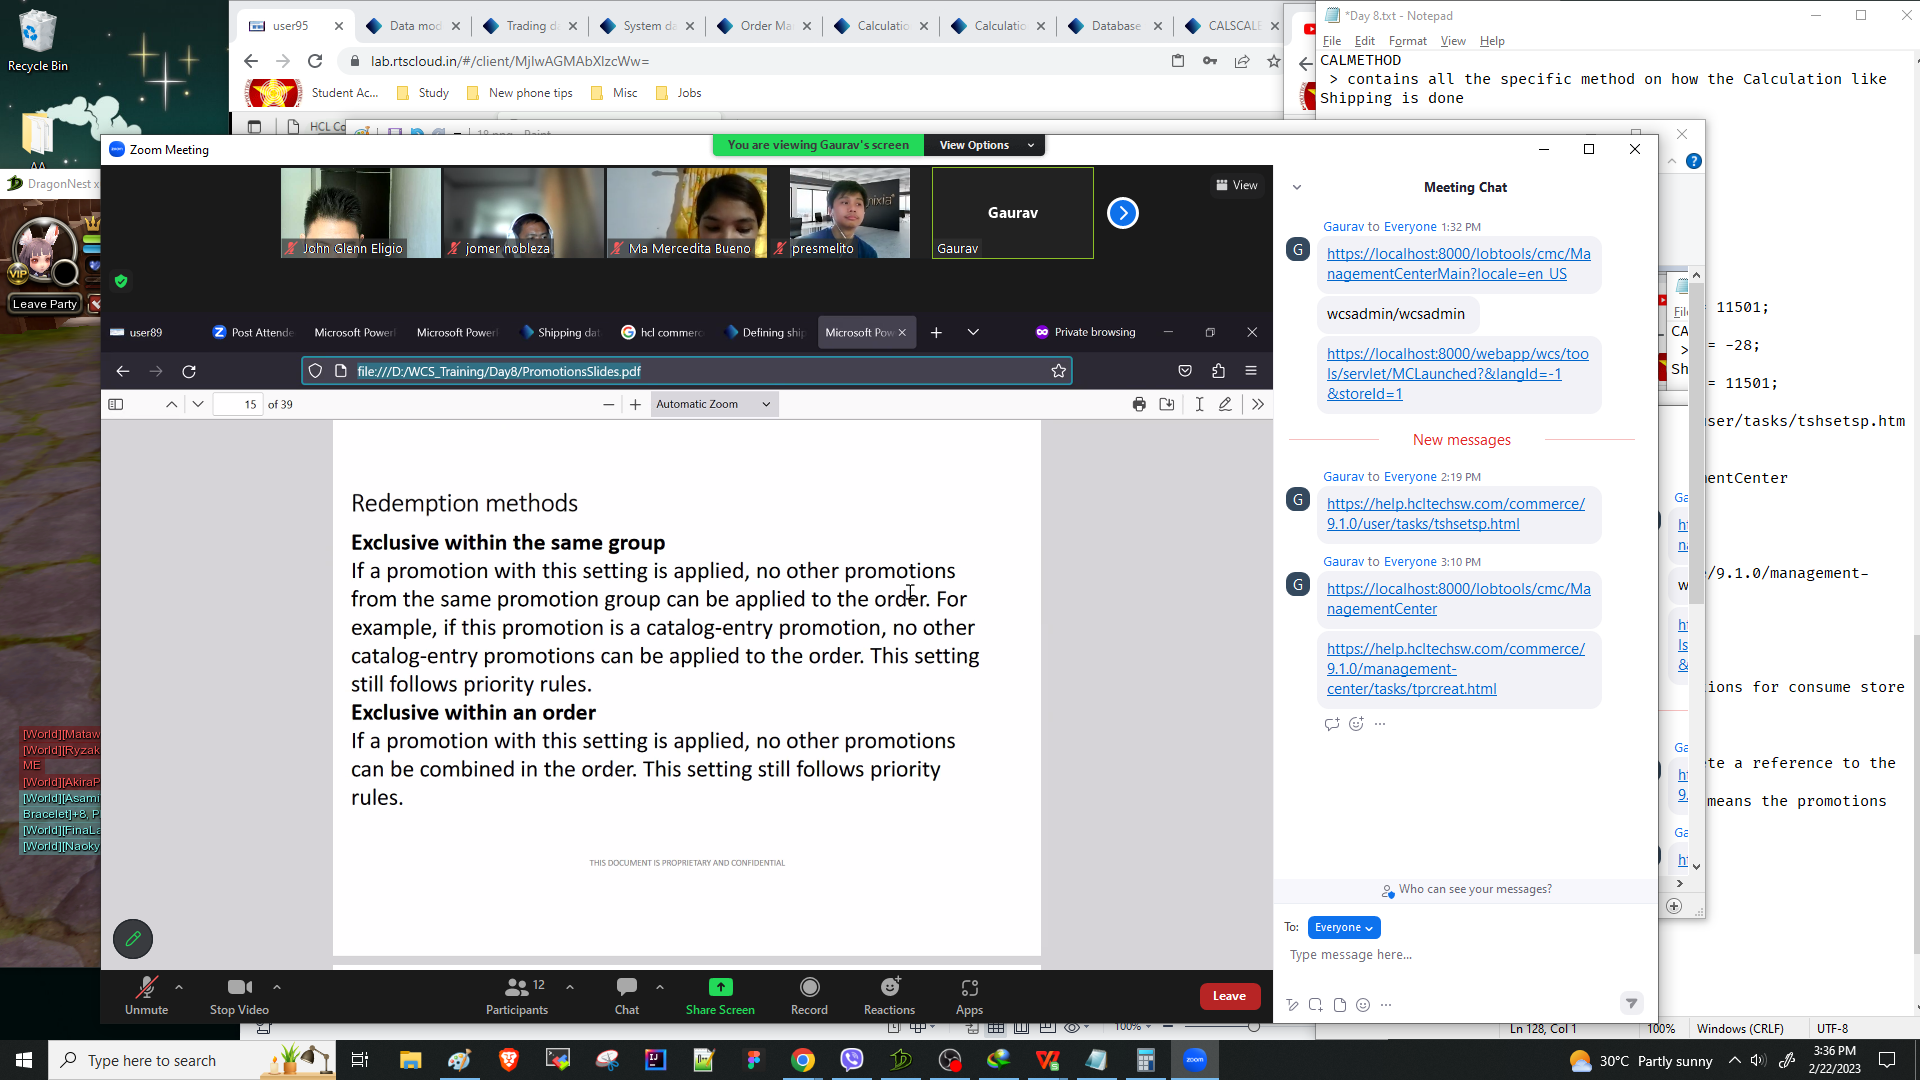 Recycle Bin
user95
Data mod
Trading d
System da
Order Ma
Calculatio
Calculatio
Database
CALSCALE
lab.rtscloud.in/#/client/MjIwAGMAbXlzcWw=
Student Ac...
Study
New phone tips
Misc
Jobs
HCL Co
*Day 8.txt - Notepad
File Edit Format View Help
CALMETHOD
> contains all the specific method on how the Calculation like
Shipping is done
DragonNest
VIP
Leave Party
Zoom Meeting
You are viewing Gaurav's screen
View Options
View
John Glenn Eligio
jomer nobleza
Ma Mercedita Bueno
presmelito
Gaurav
Gaurav
user89
Post Attende
Microsoft Power
Microsoft Power
Shipping dat
hcl commerc
Defining ship
Microsoft Pow
Private browsing
file:///D:/WCS_Training/Day8/PromotionsSlides.pdf
15 of 39
Automatic Zoom
Redemption methods
Exclusive within the same group
If a promotion with this setting is applied, no other promotions
from the same promotion group can be applied to the order. For
example, if this promotion is a catalog-entry promotion, no other
catalog-entry promotions can be applied to the order. This setting
still follows priority rules.
Exclusive within an order
If a promotion with this setting is applied, no other promotions
can be combined in the order. This setting still follows priority
rules.
THIS DOCUMENT IS PROPRIETARY AND CONFIDENTIAL
Meeting Chat
Gaurav to Everyone 1:32 PM
G
https://localhost:8000/lobtools/cmc/Ma
nagementCenterMain?locale=en_US
wcsadmin/wcsadmin
https://localhost:8000/webapp/wcs/too
ls/servlet/MCLaunched?&langId=-1
&storeId=1
New messages
Gaurav to Everyone 2:19 PM
G
https://help.hcltechsw.com/commerce/
9.1.0/user/tasks/tshsetsp.html
Gaurav to Everyone 3:10 PM
G
https://localhost:8000/lobtools/cmc/Ma
nagementCenter
https://help.hcltechsw.com/commerce/
9.1.0/management-
center/tasks/tprcreat.html
Who can see your messages?
To: Everyone
Type message here...
= 11501;
= -28;
= 11501;
ser/tasks/tshsetsp.htm
entCenter
/9.1.0/management-
ions for consume store
te a reference to the
means the promotions
[World][Mataw
[World][Ryzak
ME
[World][AkiraP
[World][Asami
Bracelet]+8, P
[World][FinaLa
[World][Naoky
Unmute
Stop Video
Participants
12
Chat
Share Screen
Record
Reactions
Apps
Leave
100%
Ln 128, Col 1
100%
Windows (CRLF)
UTF-8
Type here to search
30°C Partly sunny
3:36 PM
2/22/2023